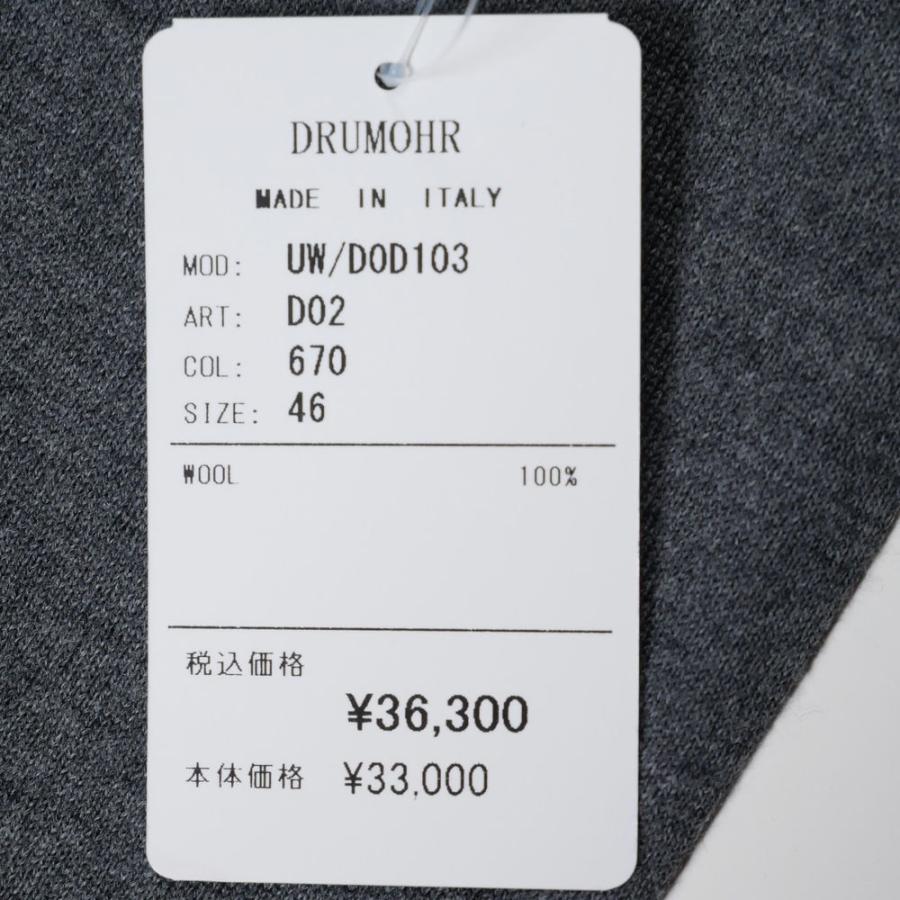 DRUMOHR
MADE IN ITALY
MOD: UW/D0D103
ART: D02
COL: 670
SIZE: 46
WOOL 100%
税込価格
¥36,300
本体価格 ¥33,000